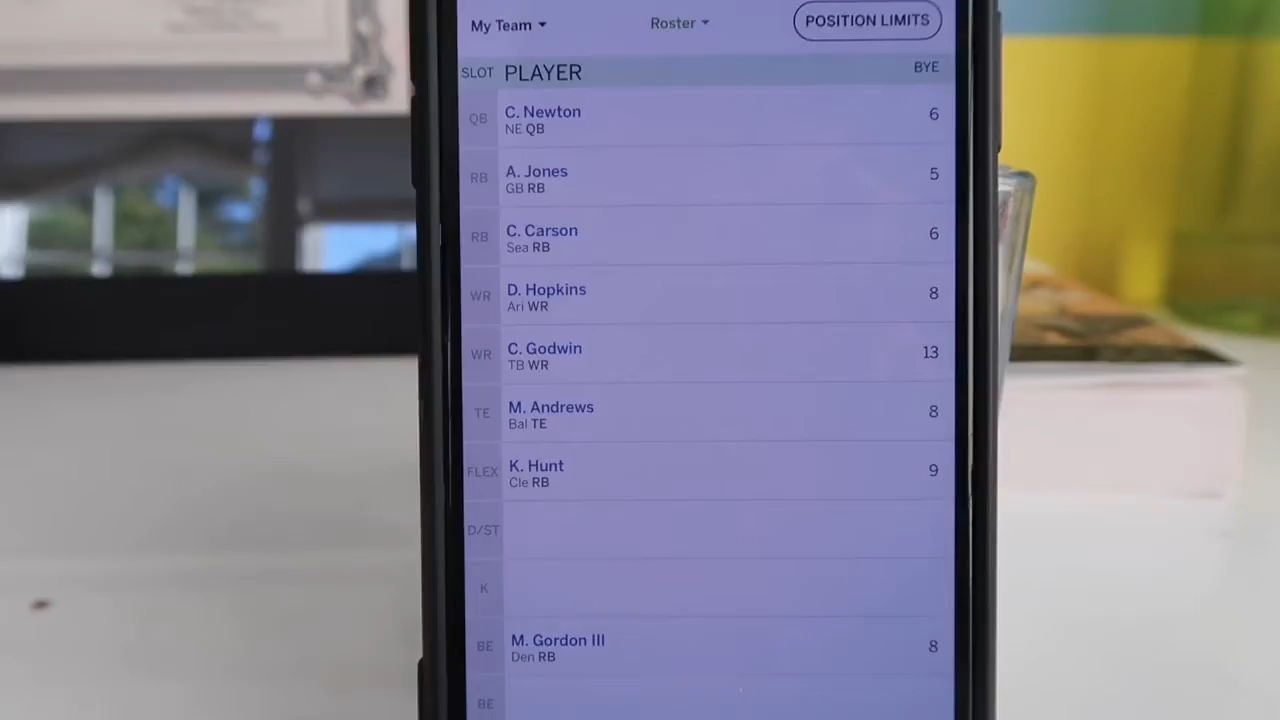 My Team Roster POSITION LIMITS
SLOT PLAYER BYE
QB C. Newton 6
NE QB
RB A. Jones 5
GB RB
RB C. Carson 6
Sea RB
WR D. Hopkins 8
Ari WR
WR C. Godwin 13
TB WR
TE M. Andrews 8
Bal TE
FLEX K. Hunt 9
Cle RB
D/ST
K
BE M. Gordon III 8
Den RB
BE